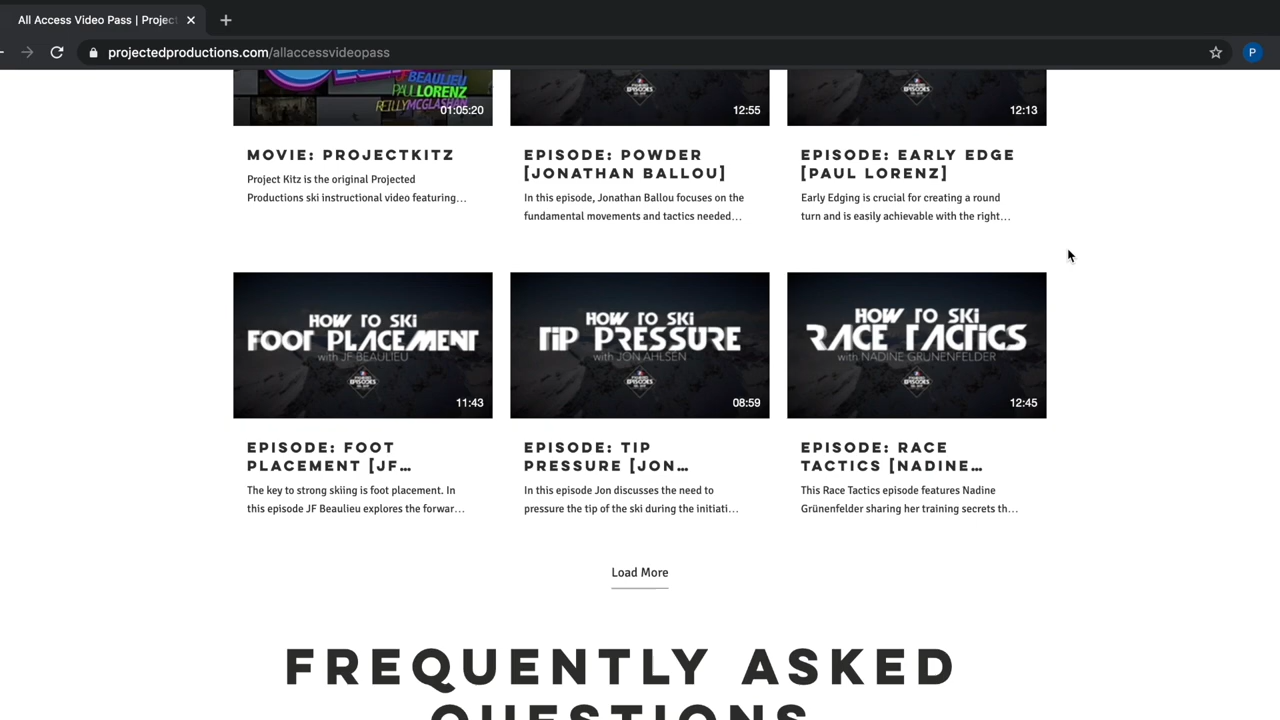 All Access Video Pass | Project
projectedproductions.com/allaccessvideopass
P
JF BEAULIEU
PAUL LORENZ
REILLY MCGLASHAN
01:05:20
12:55
12:13
MOVIE: PROJECTKITZ
Project Kitz is the original Projected
Productions ski instructional video featuring...
EPISODE: POWDER
[JONATHAN BALLOU]
In this episode, Jonathan Ballou focuses on the
fundamental movements and tactics needed...
EPISODE: EARLY EDGE
[PAUL LORENZ]
Early Edging is crucial for creating a round
turn and is easily achievable with the right...
HOW TO SKI
FOOT PLACEMENT
with JF BEAULIEU
11:43
HOW TO SKI
TIP PRESSURE
with JON AHLSEN
08:59
HOW TO SKI
RACE TACTICS
with NADINE GRUNENFELDER
12:45
EPISODE: FOOT
PLACEMENT [JF...
The key to strong skiing is foot placement. In
this episode JF Beaulieu explores the forwar...
EPISODE: TIP
PRESSURE [JON...
In this episode Jon discusses the need to
pressure the tip of the ski during the initiati...
EPISODE: RACE
TACTICS [NADINE...
This Race Tactics episode features Nadine
Grünenfelder sharing her training secrets th...
Load More
FREQUENTLY ASKED
QUESTIONS